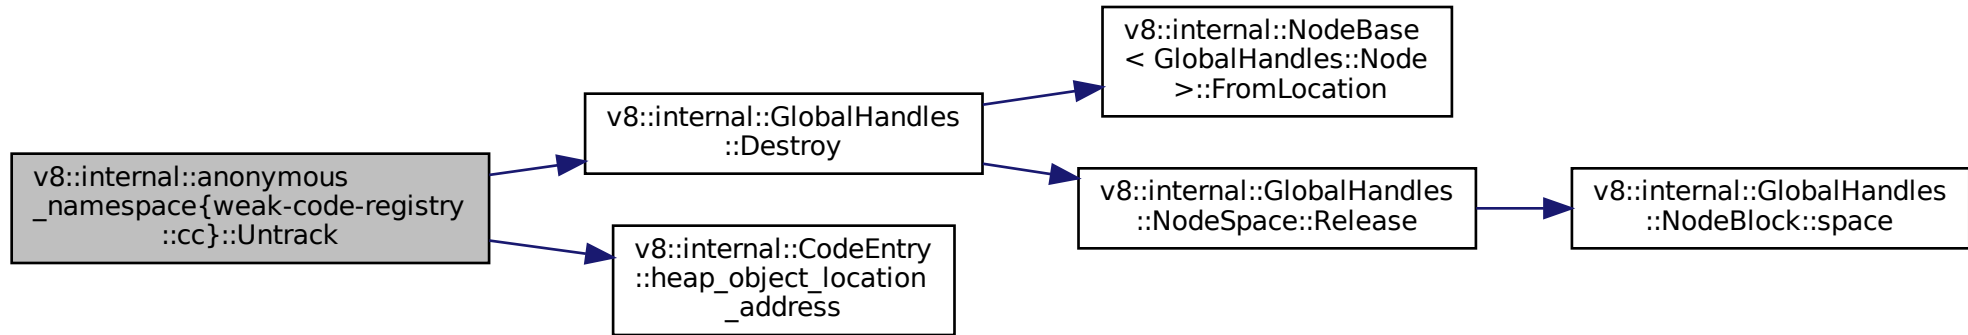 v8::internal::anonymous
_namespace{weak-code-registry
::cc}::Untrack
v8::internal::GlobalHandles
::Destroy
v8::internal::CodeEntry
::heap_object_location
_address
v8::internal::NodeBase
< GlobalHandles::Node
>::FromLocation
v8::internal::GlobalHandles
::NodeSpace::Release
v8::internal::GlobalHandles
::NodeBlock::space